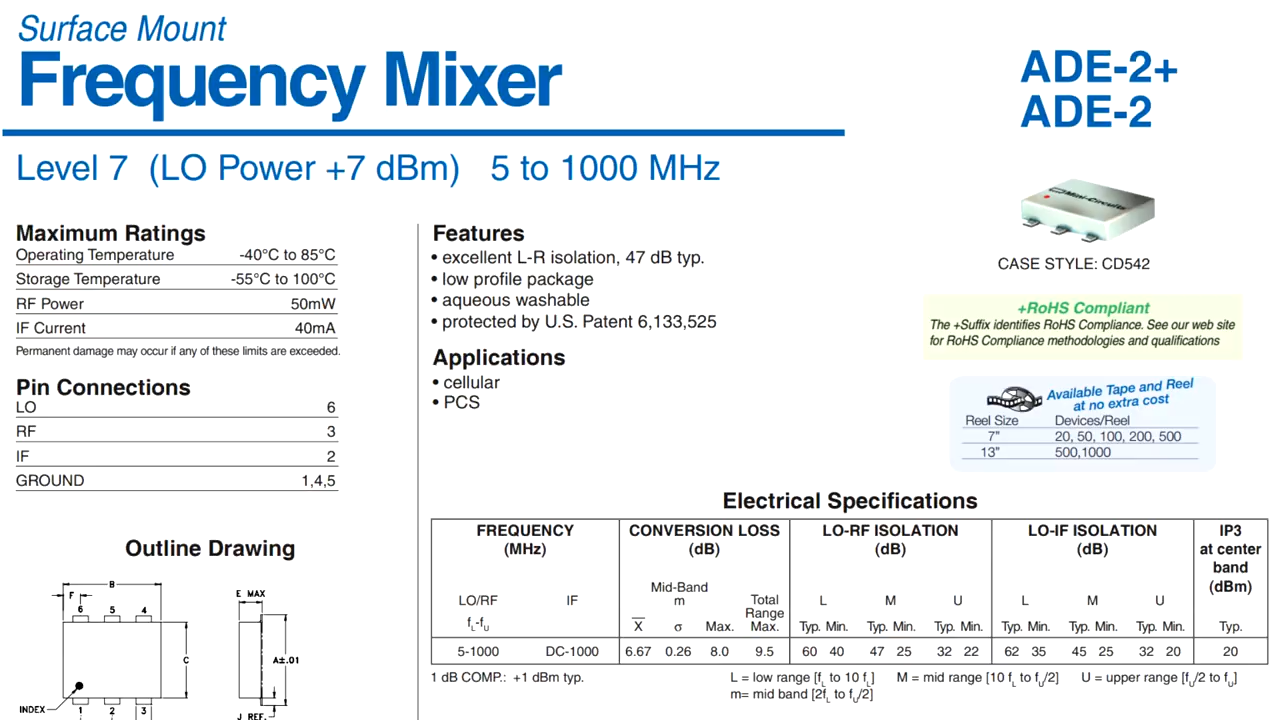 Surface Mount
Frequency Mixer
ADE-2+
ADE-2
Level 7 (LO Power +7 dBm) 5 to 1000 MHz
Mini-Circuits
CASE STYLE: CD542
Maximum Ratings
Operating Temperature -40°C to 85°C
Storage Temperature -55°C to 100°C
RF Power 50mW
IF Current 40mA
Permanent damage may occur if any of these limits are exceeded.
Pin Connections
LO 6
RF 3
IF 2
GROUND 1,4,5
Features
• excellent L-R isolation, 47 dB typ.
• low profile package
• aqueous washable
• protected by U.S. Patent 6,133,525
Applications
• cellular
• PCS
+RoHS Compliant
The +Suffix identifies RoHS Compliance. See our web site
for RoHS Compliance methodologies and qualifications
Available Tape and Reel
at no extra cost
Reel Size Devices/Reel
7" 20, 50, 100, 200, 500
13" 500,1000
Outline Drawing
B
F
6 5 4
C
INDEX
1 2 3
E MAX
A±.01
J REF.
Electrical Specifications
FREQUENCY (MHz) CONVERSION LOSS (dB) LO-RF ISOLATION (dB) LO-IF ISOLATION (dB) IP3 at center band (dBm)
Mid-Band m Total Range Max.
LO/RF IF L M U L M U
fL-fU X σ Max. Typ. Min. Typ. Min. Typ. Min. Typ. Min. Typ. Min. Typ. Min. Typ.
5-1000 DC-1000 6.67 0.26 8.0 9.5 60 40 47 25 32 22 62 35 45 25 32 20 20
1 dB COMP.: +1 dBm typ. L = low range [fL to 10 fL] M = mid range [10 fL to fU/2] U = upper range [fU/2 to fU]
m= mid band [2fL to fU/2]